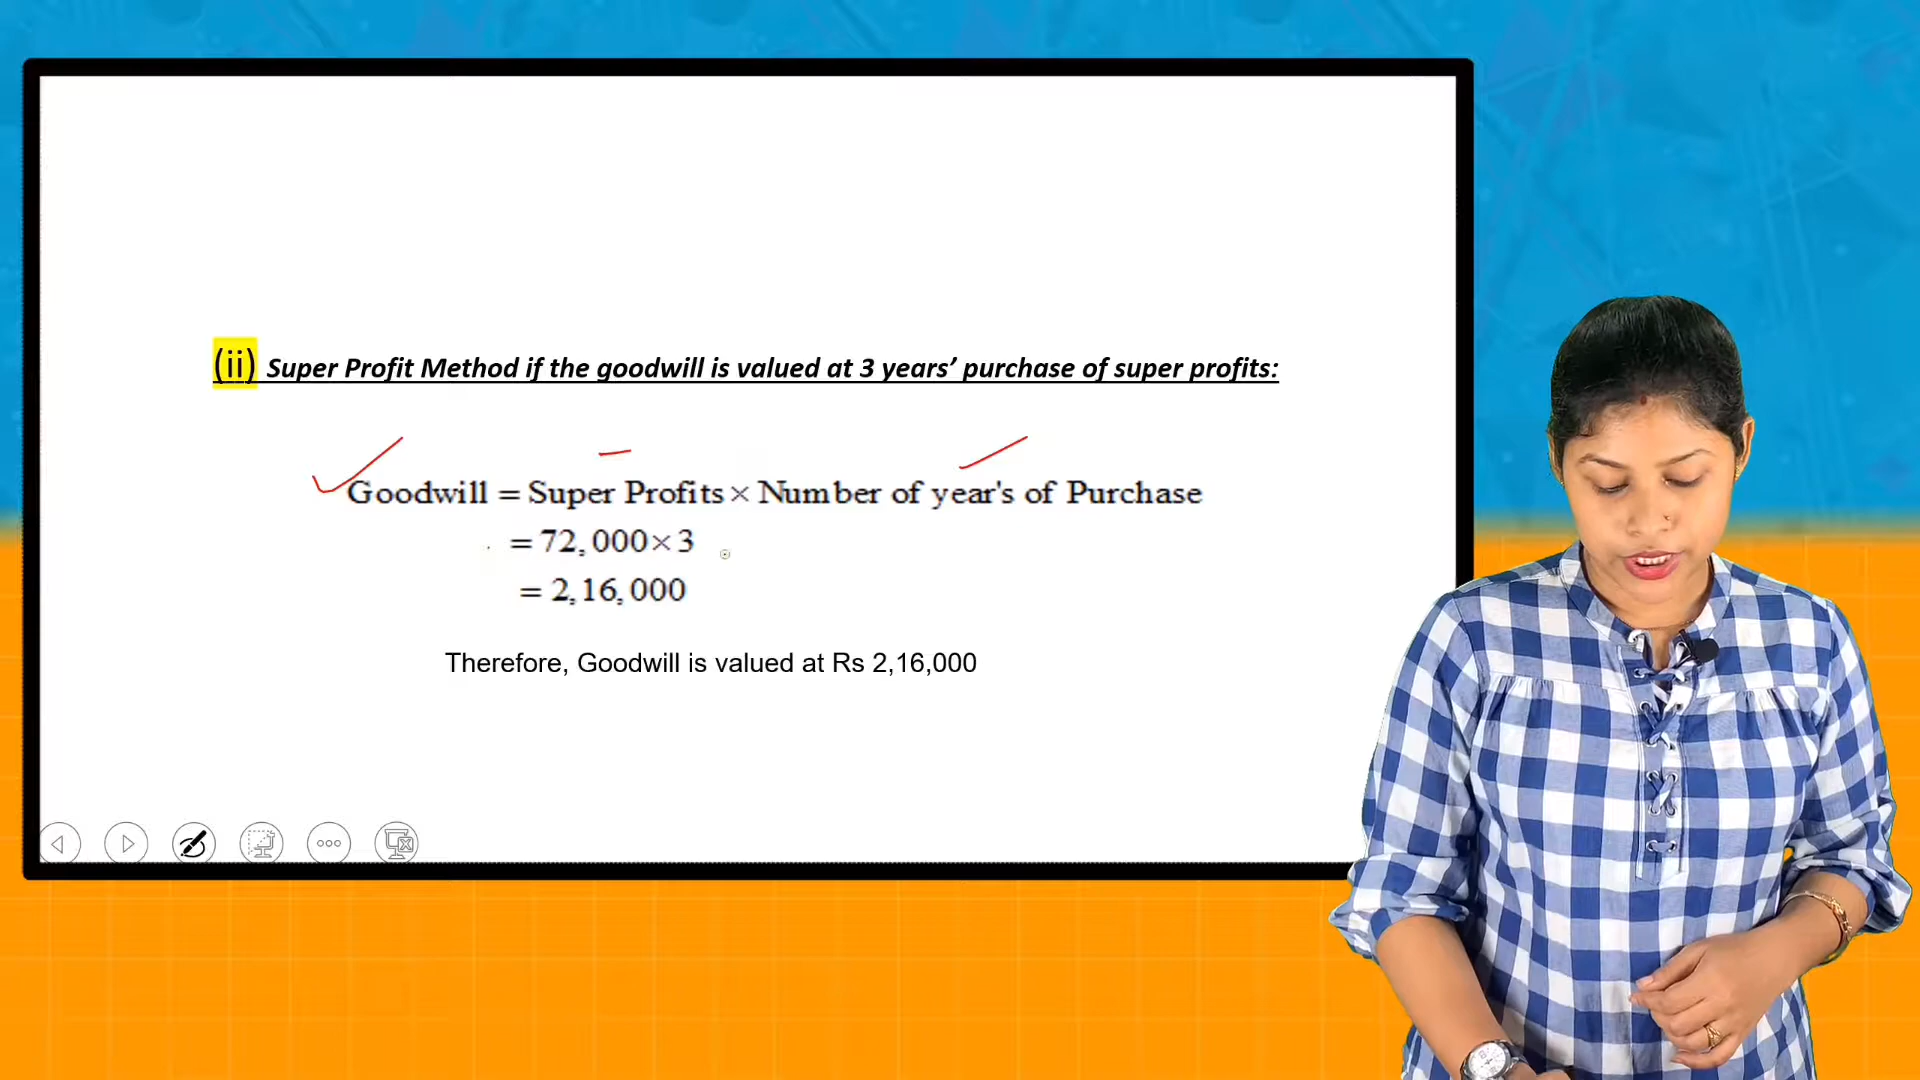 (ii) Super Profit Method if the goodwill is valued at 3 years’ purchase of super profits:
Goodwill = Super Profits × Number of year's of Purchase
= 72,000 × 3
= 2,16,000
Therefore, Goodwill is valued at Rs 2,16,000